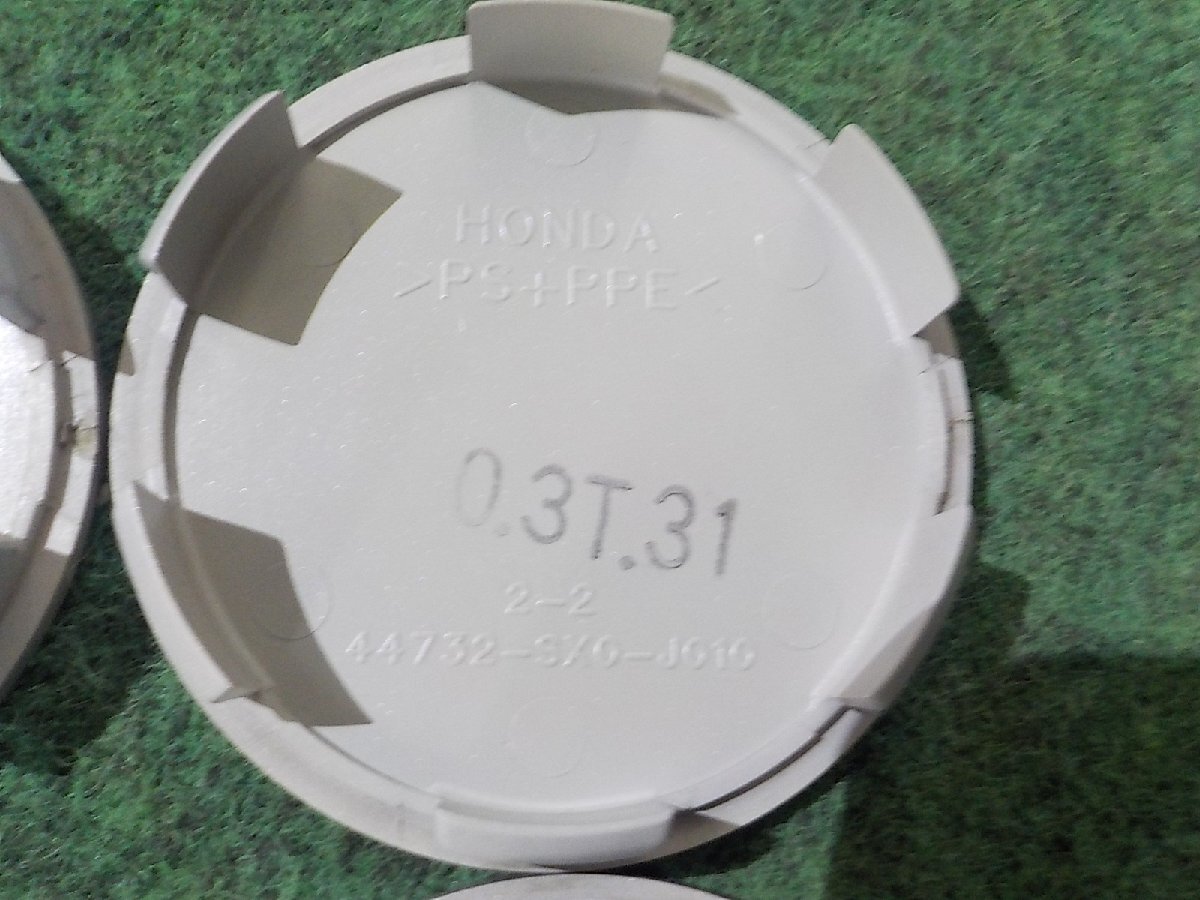 HONDA
>PS+PPE<
0.3T.31
2-2
44732-SX0-J010